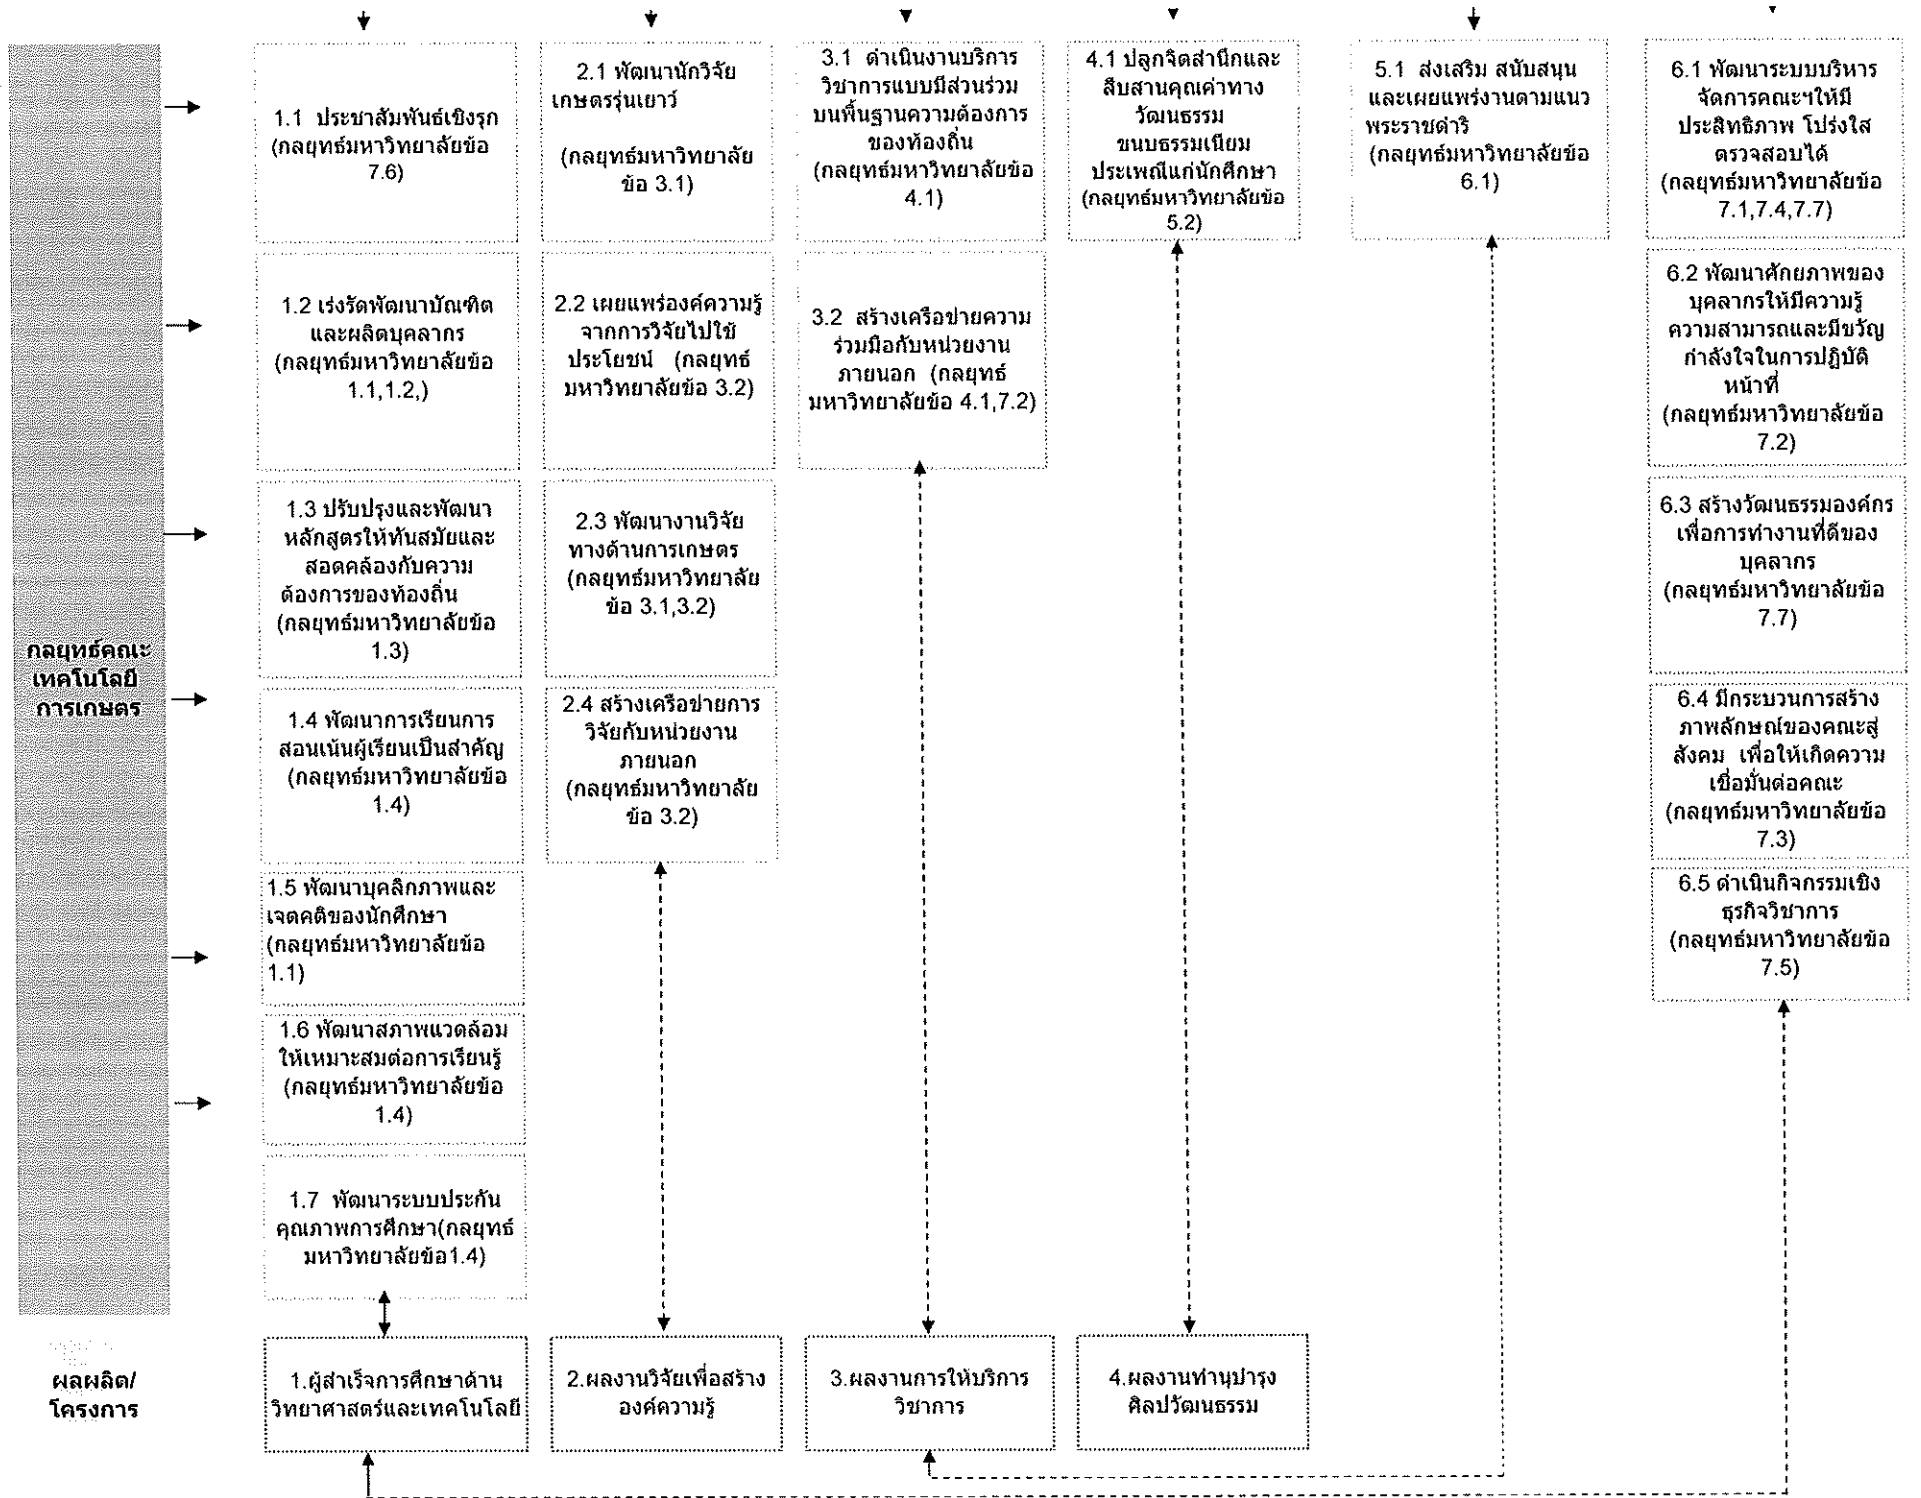 กลยุทธ์คณะ
เทคโนโลยี
การเกษตร
1.1 ประชาสัมพันธ์เชิงรุก
(กลยุทธ์มหาวิทยาลัยข้อ
7.6)
1.2 เร่งรัดพัฒนาบัณฑิต
และผลิตบุคลากร
(กลยุทธ์มหาวิทยาลัยข้อ
1.1,1.2,)
1.3 ปรับปรุงและพัฒนา
หลักสูตรให้ทันสมัยและ
สอดคล้องกับความ
ต้องการของท้องถิ่น
(กลยุทธ์มหาวิทยาลัยข้อ
1.3)
1.4 พัฒนาการเรียนการ
สอนเน้นผู้เรียนเป็นสำคัญ
(กลยุทธ์มหาวิทยาลัยข้อ
1.4)
1.5 พัฒนาบุคลิกภาพและ
เจตคติของนักศึกษา
(กลยุทธ์มหาวิทยาลัยข้อ
1.1)
1.6 พัฒนาสภาพแวดล้อม
ให้เหมาะสมต่อการเรียนรู้
(กลยุทธ์มหาวิทยาลัยข้อ
1.4)
1.7 พัฒนาระบบประกัน
คุณภาพการศึกษา(กลยุทธ์
มหาวิทยาลัยข้อ1.4)
2.1 พัฒนานักวิจัย
เกษตรรุ่นเยาว์
(กลยุทธ์มหาวิทยาลัย
ข้อ 3.1)
2.2 เผยแพร่องค์ความรู้
จากการวิจัยไปใช้
ประโยชน์ (กลยุทธ์
มหาวิทยาลัยข้อ 3.2)
2.3 พัฒนางานวิจัย
ทางด้านการเกษตร
(กลยุทธ์มหาวิทยาลัย
ข้อ 3.1,3.2)
2.4 สร้างเครือข่ายการ
วิจัยกับหน่วยงาน
ภายนอก
(กลยุทธ์มหาวิทยาลัย
ข้อ 3.2)
3.1 ดำเนินงานบริการ
วิชาการแบบมีส่วนร่วม
บนพื้นฐานความต้องการ
ของท้องถิ่น
(กลยุทธ์มหาวิทยาลัยข้อ
4.1)
3.2 สร้างเครือข่ายความ
ร่วมมือกับหน่วยงาน
ภายนอก (กลยุทธ์
มหาวิทยาลัยข้อ 4.1,7.2)
4.1 ปลูกจิตสำนึกและ
สืบสานคุณค่าทาง
วัฒนธรรม
ขนบธรรมเนียม
ประเพณีแก่นักศึกษา
(กลยุทธ์มหาวิทยาลัยข้อ
5.2)
5.1 ส่งเสริม สนับสนุน
และเผยแพร่งานตามแนว
พระราชดำริ
(กลยุทธ์มหาวิทยาลัยข้อ
6.1)
6.1 พัฒนาระบบบริหาร
จัดการคณะฯให้มี
ประสิทธิภาพ โปร่งใส
ตรวจสอบได้
(กลยุทธ์มหาวิทยาลัยข้อ
7.1,7.4,7.7)
6.2 พัฒนาศักยภาพของ
บุคลากรให้มีความรู้
ความสามารถและมีขวัญ
กำลังใจในการปฏิบัติ
หน้าที่
(กลยุทธ์มหาวิทยาลัยข้อ
7.2)
6.3 สร้างวัฒนธรรมองค์กร
เพื่อการทำงานที่ดีของ
บุคลากร
(กลยุทธ์มหาวิทยาลัยข้อ
7.7)
6.4 มีกระบวนการสร้าง
ภาพลักษณ์ของคณะสู่
สังคม เพื่อให้เกิดความ
เชื่อมั่นต่อคณะ
(กลยุทธ์มหาวิทยาลัยข้อ
7.3)
6.5 ดำเนินกิจกรรมเชิง
ธุรกิจวิชาการ
(กลยุทธ์มหาวิทยาลัยข้อ
7.5)
ผลผลิต/
โครงการ
1.ผู้สำเร็จการศึกษาด้าน
วิทยาศาสตร์และเทคโนโลยี
2.ผลงานวิจัยเพื่อสร้าง
องค์ความรู้
3.ผลงานการให้บริการ
วิชาการ
4.ผลงานทำนุบำรุง
ศิลปวัฒนธรรม